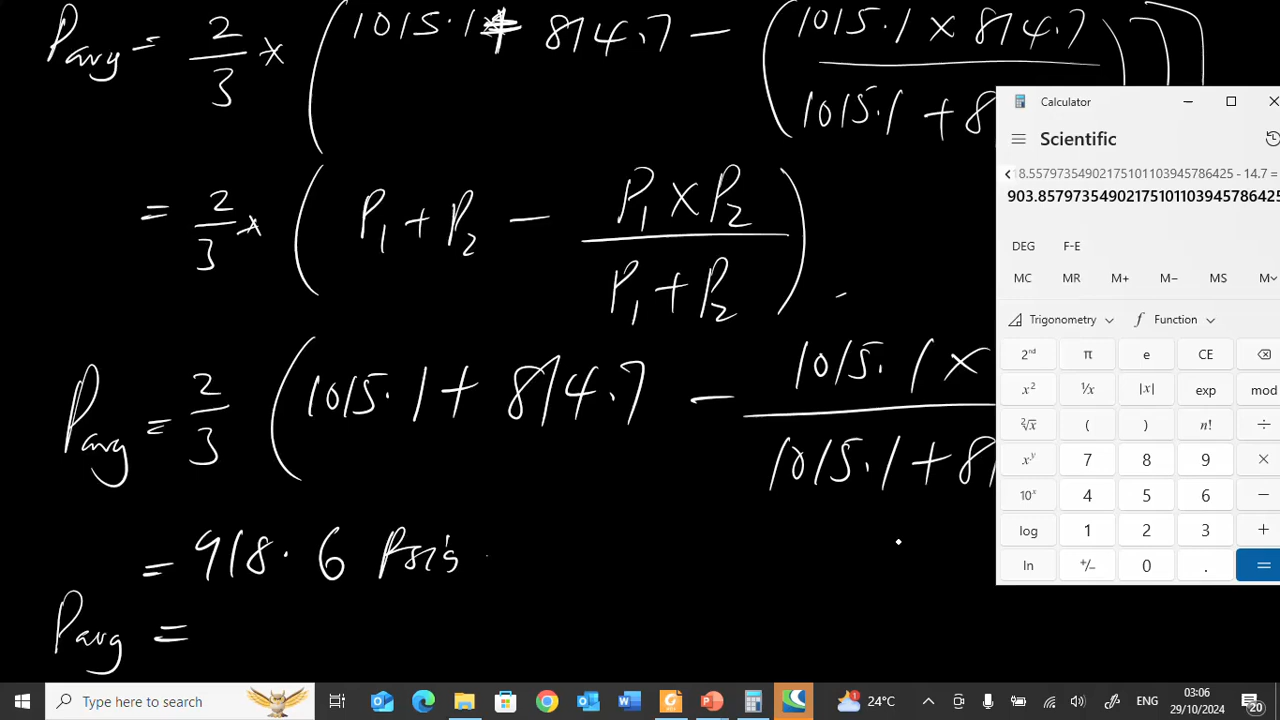 Pavg = 2/3 × (1015.1 + 814.7 − (1015.1 × 814.7 / 1015.1 + 8
= 2/3 × (P1 + P2 − P1 × P2 / P1 + P2)
Pavg = 2/3 (1015.1 + 814.7 − 1015.1 × / 1015.1 + 8
= 918.6 Psia
Pavg =
Calculator
Scientific
8.5579735490217510110394578642​5 - 14.7 =
903.857973549021751011039457864​25
DEG F-E
MC MR M+ M− MS M˅
Trigonometry f Function
2ⁿᵈ π e CE
x² ¹/x |x| exp mod
²√x ( ) n! ÷
xʸ 7 8 9 ×
10ˣ 4 5 6 −
log 1 2 3 +
ln +/− 0 . =
Type here to search
1
24°C
ENG
03:06
29/10/2024
20